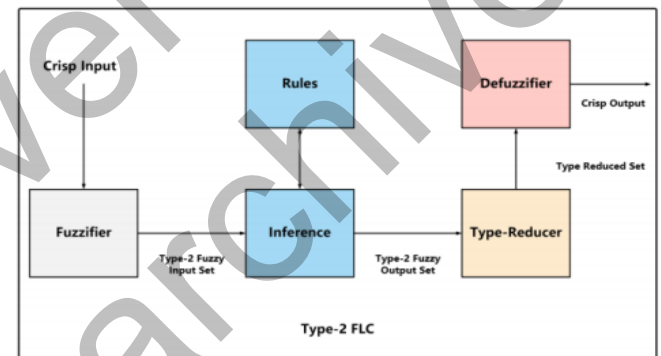 Crisp Input
Rules
Defuzzifier
Crisp Output
Type Reduced Set
Fuzzifier
Inference
Type-Reducer
Type-2 Fuzzy
Input Set
Type-2 Fuzzy
Output Set
Type-2 FLC